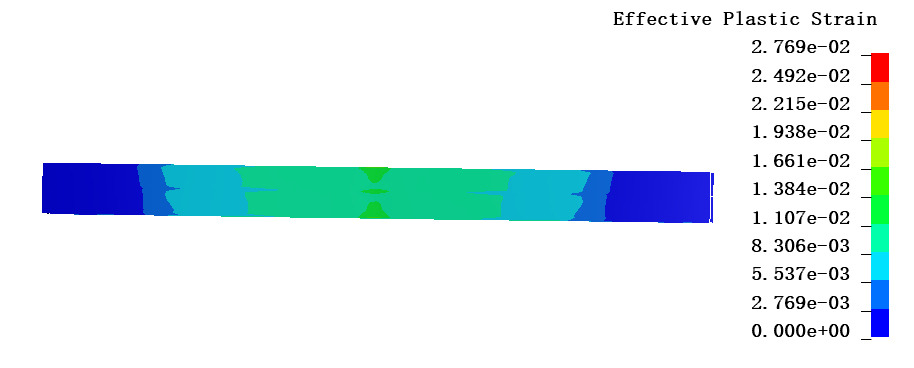 Effective Plastic Strain
2.769e-02
2.492e-02
2.215e-02
1.938e-02
1.661e-02
1.384e-02
1.107e-02
8.306e-03
5.537e-03
2.769e-03
0.000e+00